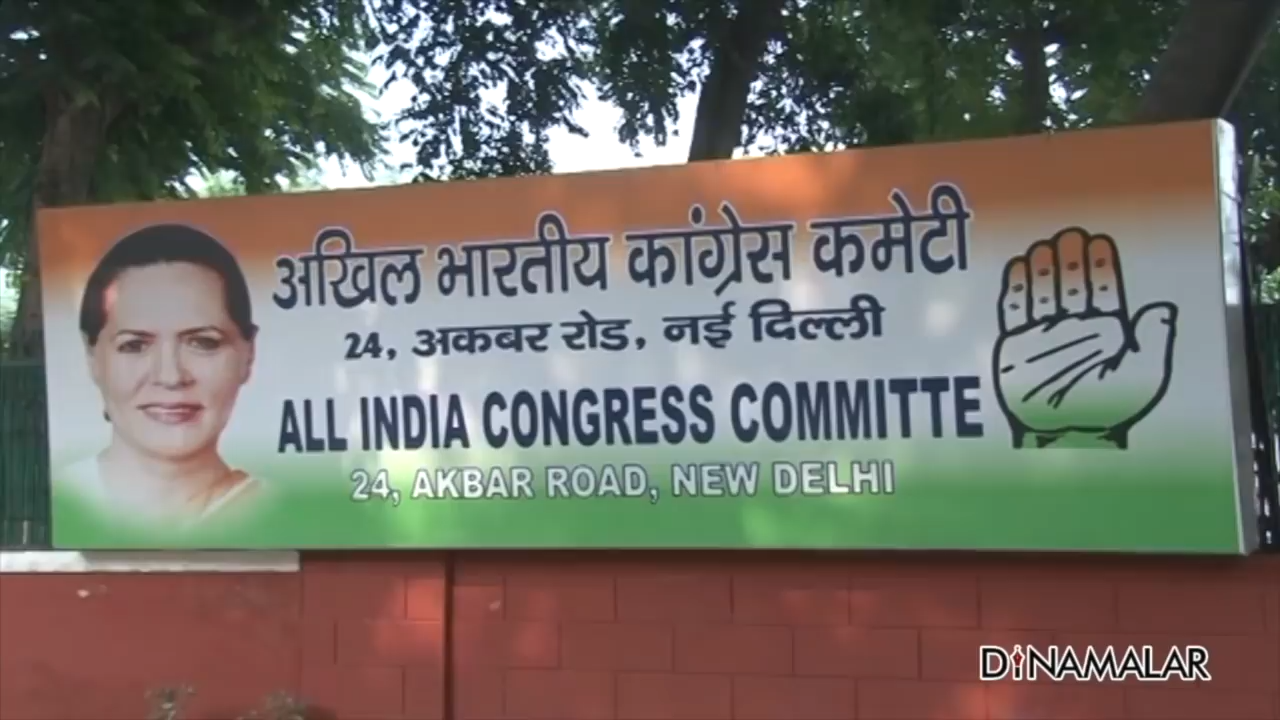 अखिल भारतीय कांग्रेस कमेटी
24, अकबर रोड, नई दिल्ली
ALL INDIA CONGRESS COMMITTE
24, AKBAR ROAD, NEW DELHI
DINAMALAR